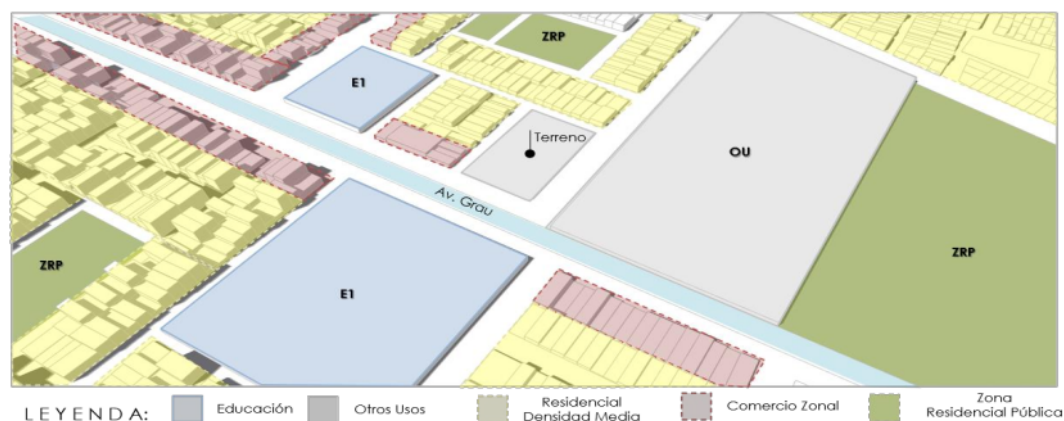 ZRP
E1
Terreno
OU
Av. Grau
ZRP
ZRP
E1
LEYENDA:
Educación
Otros Usos
Residencial
Densidad Media
Comercio Zonal
Zona
Residencial Pública